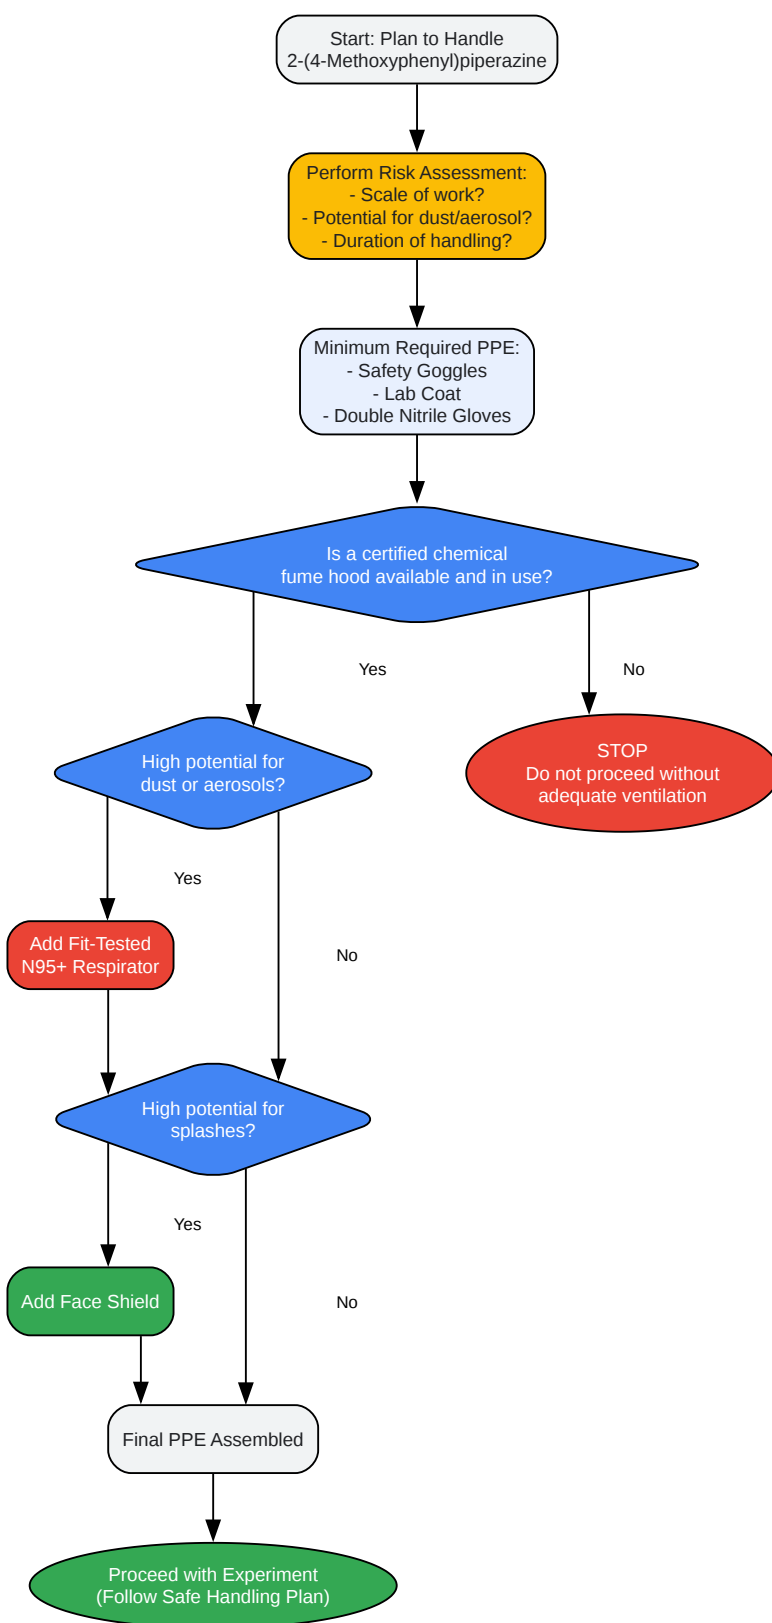 Start: Plan to Handle
2-(4-Methoxyphenyl)piperazine
Perform Risk Assessment:
- Scale of work?
- Potential for dust/aerosol?
- Duration of handling?
Minimum Required PPE:
- Safety Goggles
- Lab Coat
- Double Nitrile Gloves
Is a certified chemical
fume hood available and in use?
Yes
No
High potential for
dust or aerosols?
STOP
Do not proceed without
adequate ventilation
Yes
Add Fit-Tested
N95+ Respirator
No
High potential for
splashes?
Yes
Add Face Shield
No
Final PPE Assembled
Proceed with Experiment
(Follow Safe Handling Plan)